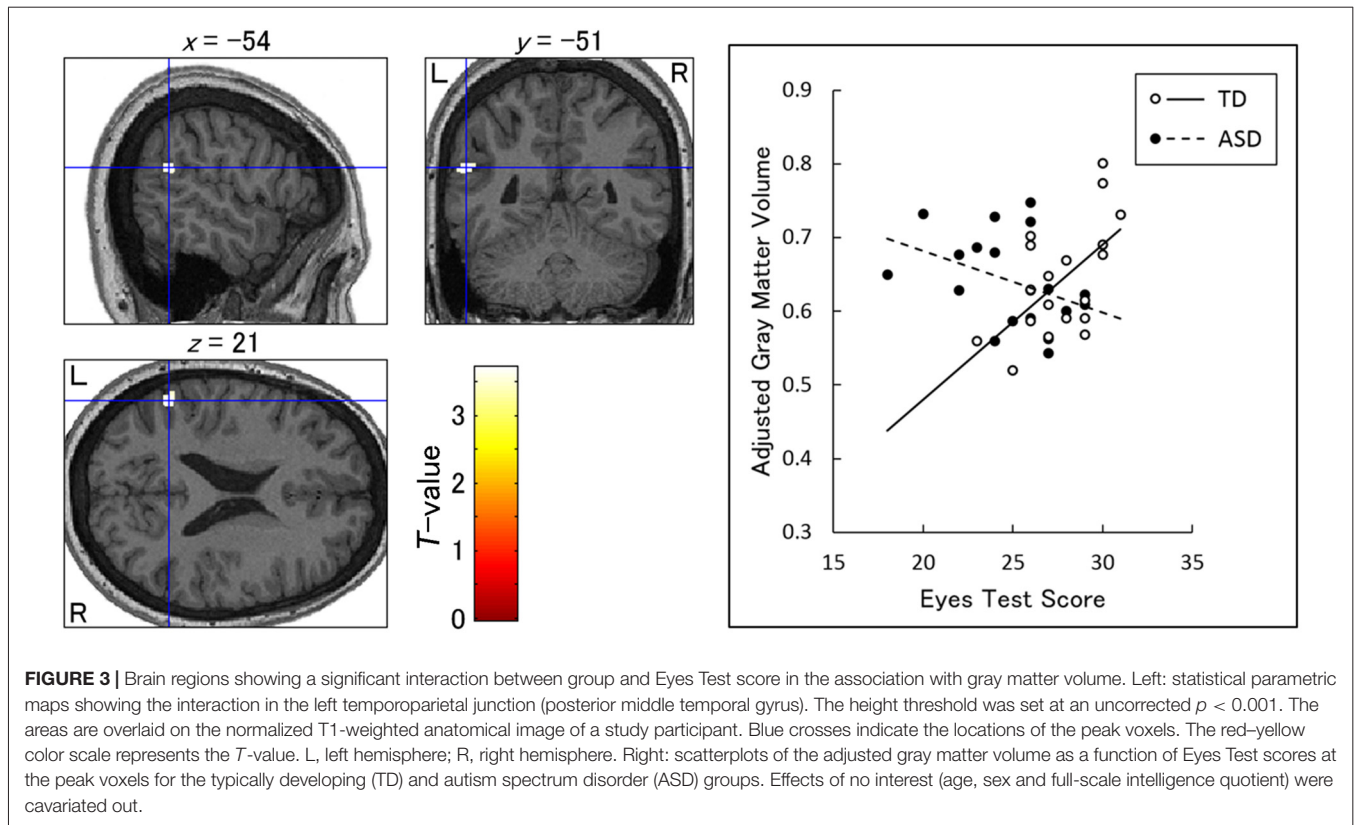 x = −54
y = −51
L
R
z = 21
L
R
T−value
3
2
1
0
TD
ASD
Adjusted Gray Matter Volume
0.9
0.8
0.7
0.6
0.5
0.4
0.3
15 20 25 30 35
Eyes Test Score
FIGURE 3 | Brain regions showing a significant interaction between group and Eyes Test score in the association with gray matter volume. Left: statistical parametric
maps showing the interaction in the left temporoparietal junction (posterior middle temporal gyrus). The height threshold was set at an uncorrected p < 0.001. The
areas are overlaid on the normalized T1-weighted anatomical image of a study participant. Blue crosses indicate the locations of the peak voxels. The red–yellow
color scale represents the T-value. L, left hemisphere; R, right hemisphere. Right: scatterplots of the adjusted gray matter volume as a function of Eyes Test scores at
the peak voxels for the typically developing (TD) and autism spectrum disorder (ASD) groups. Effects of no interest (age, sex and full-scale intelligence quotient) were
cavariated out.